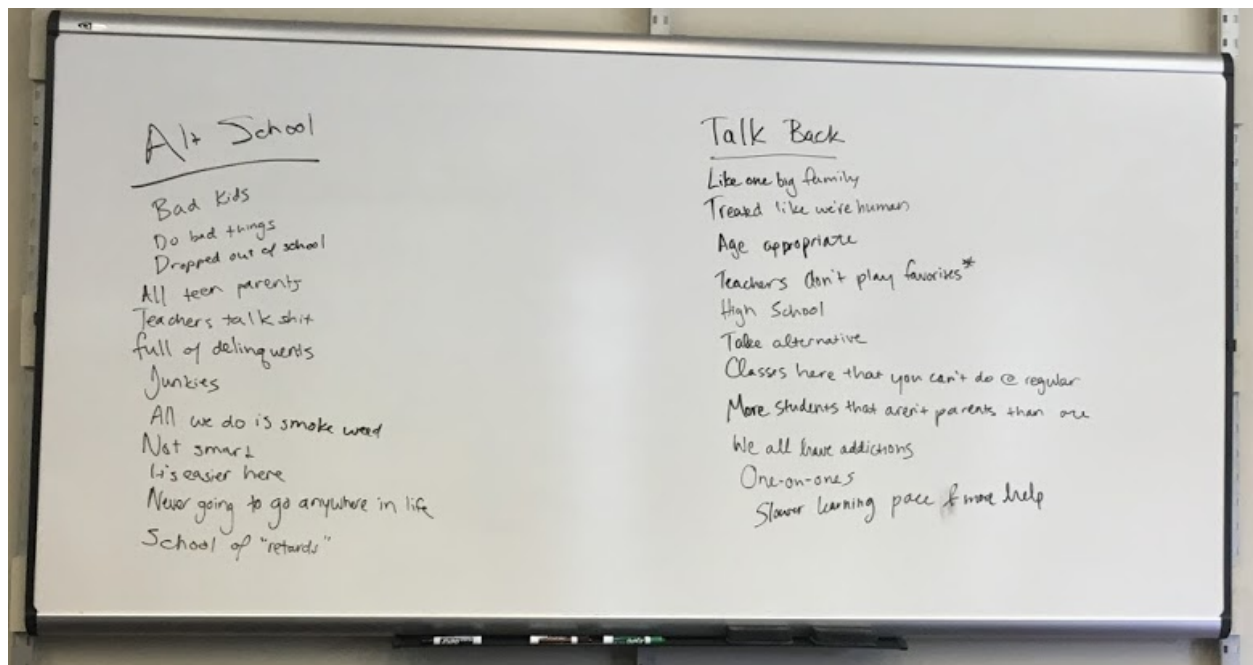 Alt School
Bad Kids
Do bad things
Dropped out of school
All teen parents
Teachers talk shit
full of delinquents
Junkies
All we do is smoke weed
Not smart
It's easier here
Never going to go anywhere in life
School of "retards"
Talk Back
Like one big family
Treated like we're human
Age appropriate
Teachers don't play favorites*
High School
Take alternative
Classes here that you can't do @ regular
More students that aren't parents than are
We all have addictions
One-on-ones
Slower learning pace & more help